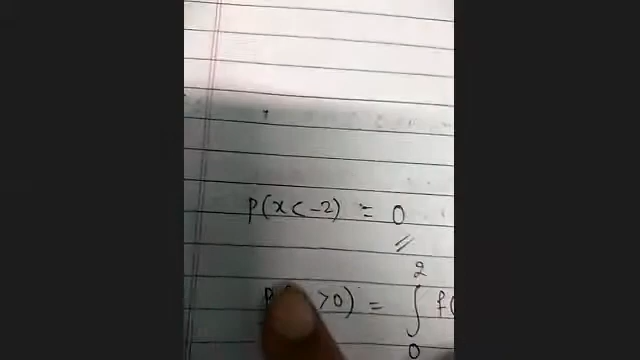 P(x<-2) = 0
P( >0) = ∫₀² f(